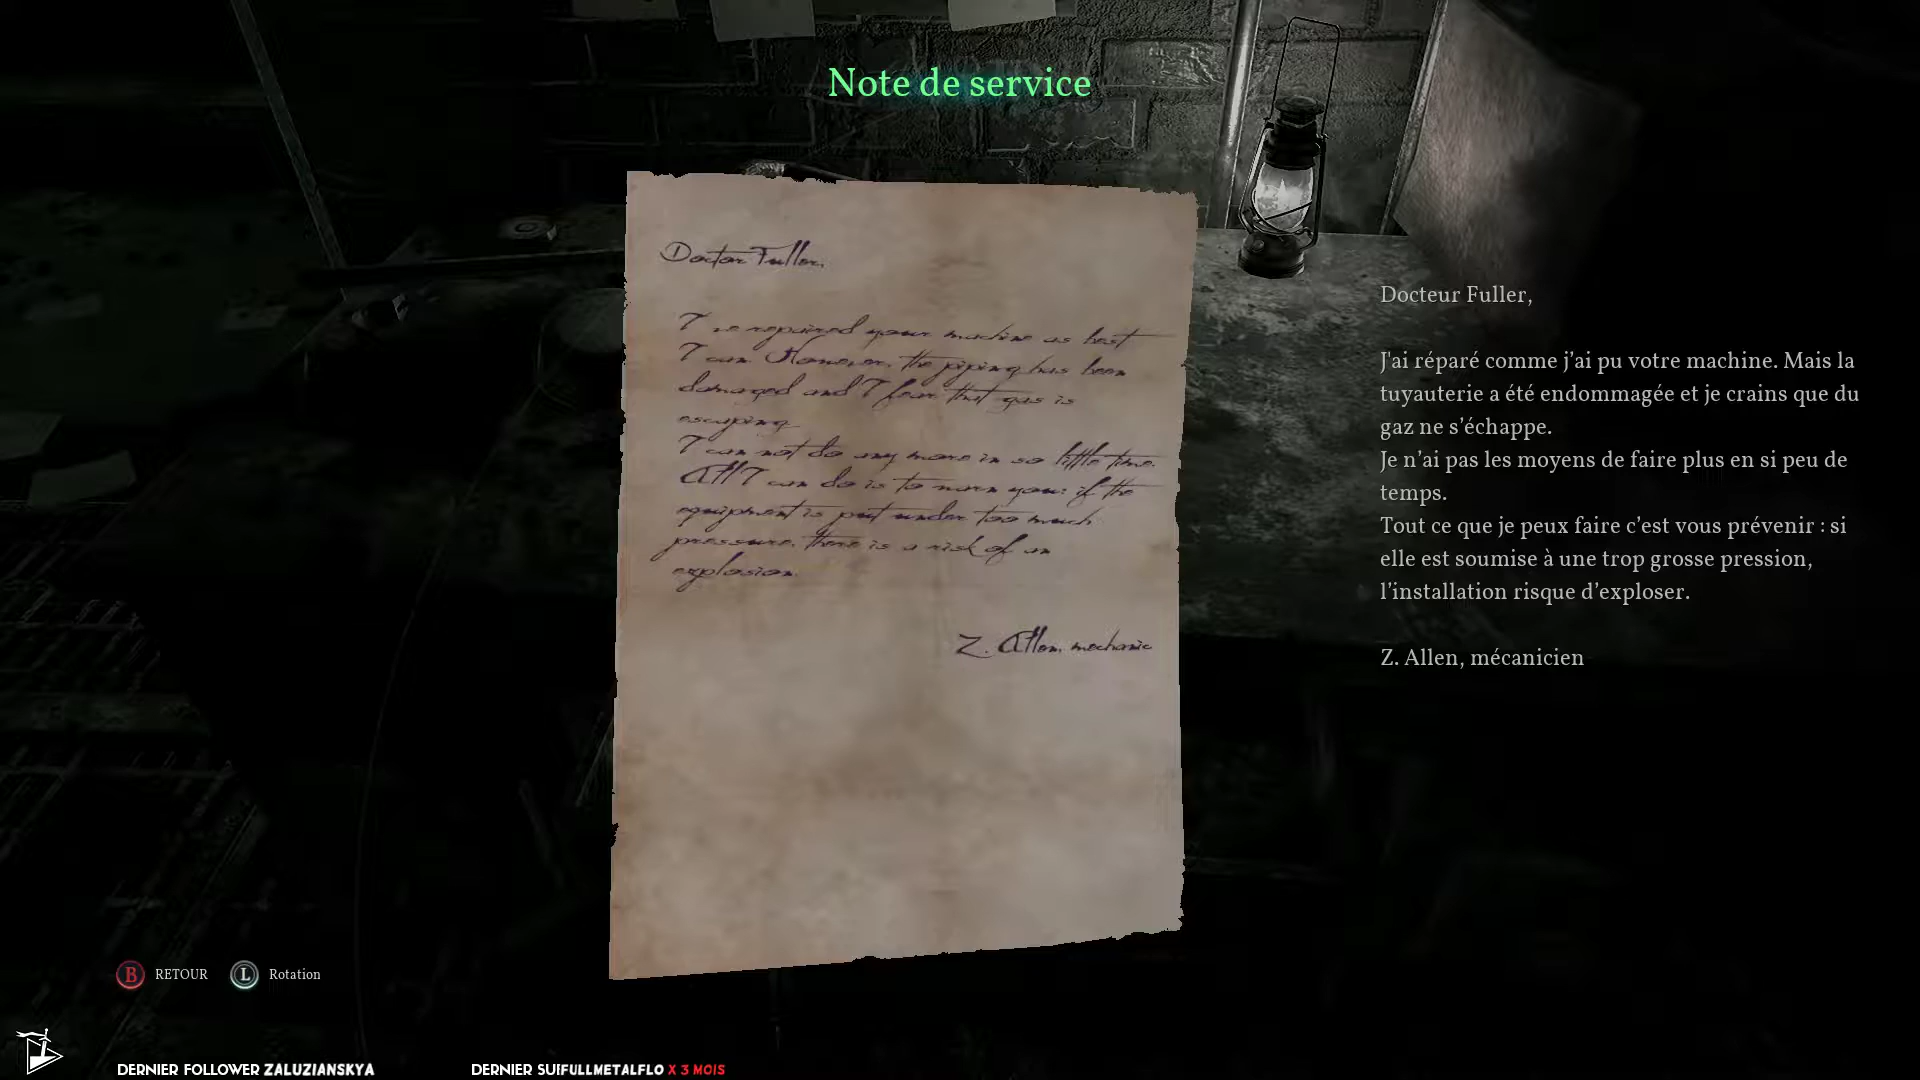 Note de service
Doctor Fuller,
I've repaired your machine as best
I can. However, the piping has been
damaged and I fear that gas is
escaping.
I can not do any more in so little time.
All I can do is to warn you: if the
equipment is put under too much
pressure, there is a risk of an
explosion.
Z. Allen, mechanic
Docteur Fuller,
J'ai réparé comme j’ai pu votre machine. Mais la
tuyauterie a été endommagée et je crains que du
gaz ne s’échappe.
Je n’ai pas les moyens de faire plus en si peu de
temps.
Tout ce que je peux faire c’est vous prévenir : si
elle est soumise à une trop grosse pression,
l’installation risque d’exploser.
Z. Allen, mécanicien
B RETOUR L Rotation
DERNIER FOLLOWER ZALUZIANSKYA DERNIER SUIFULLMETALFLO X 3 MOIS